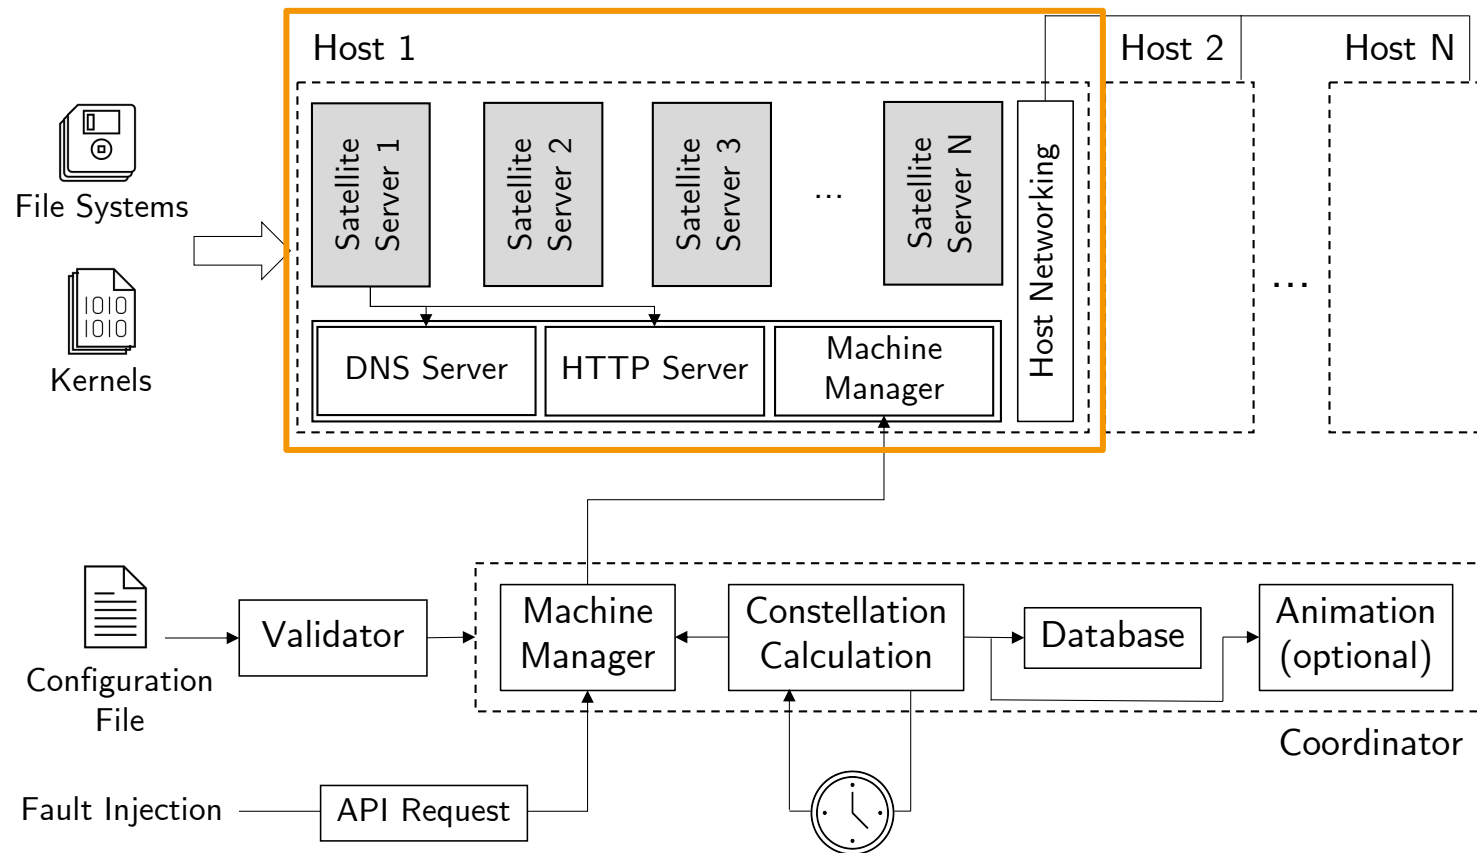 Host 1
Host 2
Host N
Satellite
Server 1
Satellite
Server 2
Satellite
Server 3
...
Satellite
Server N
Host Networking
...
File Systems
1010
1010
Kernels
DNS Server
HTTP Server
Machine
Manager
Configuration
File
Validator
Machine
Manager
Constellation
Calculation
Database
Animation
(optional)
Coordinator
Fault Injection
API Request